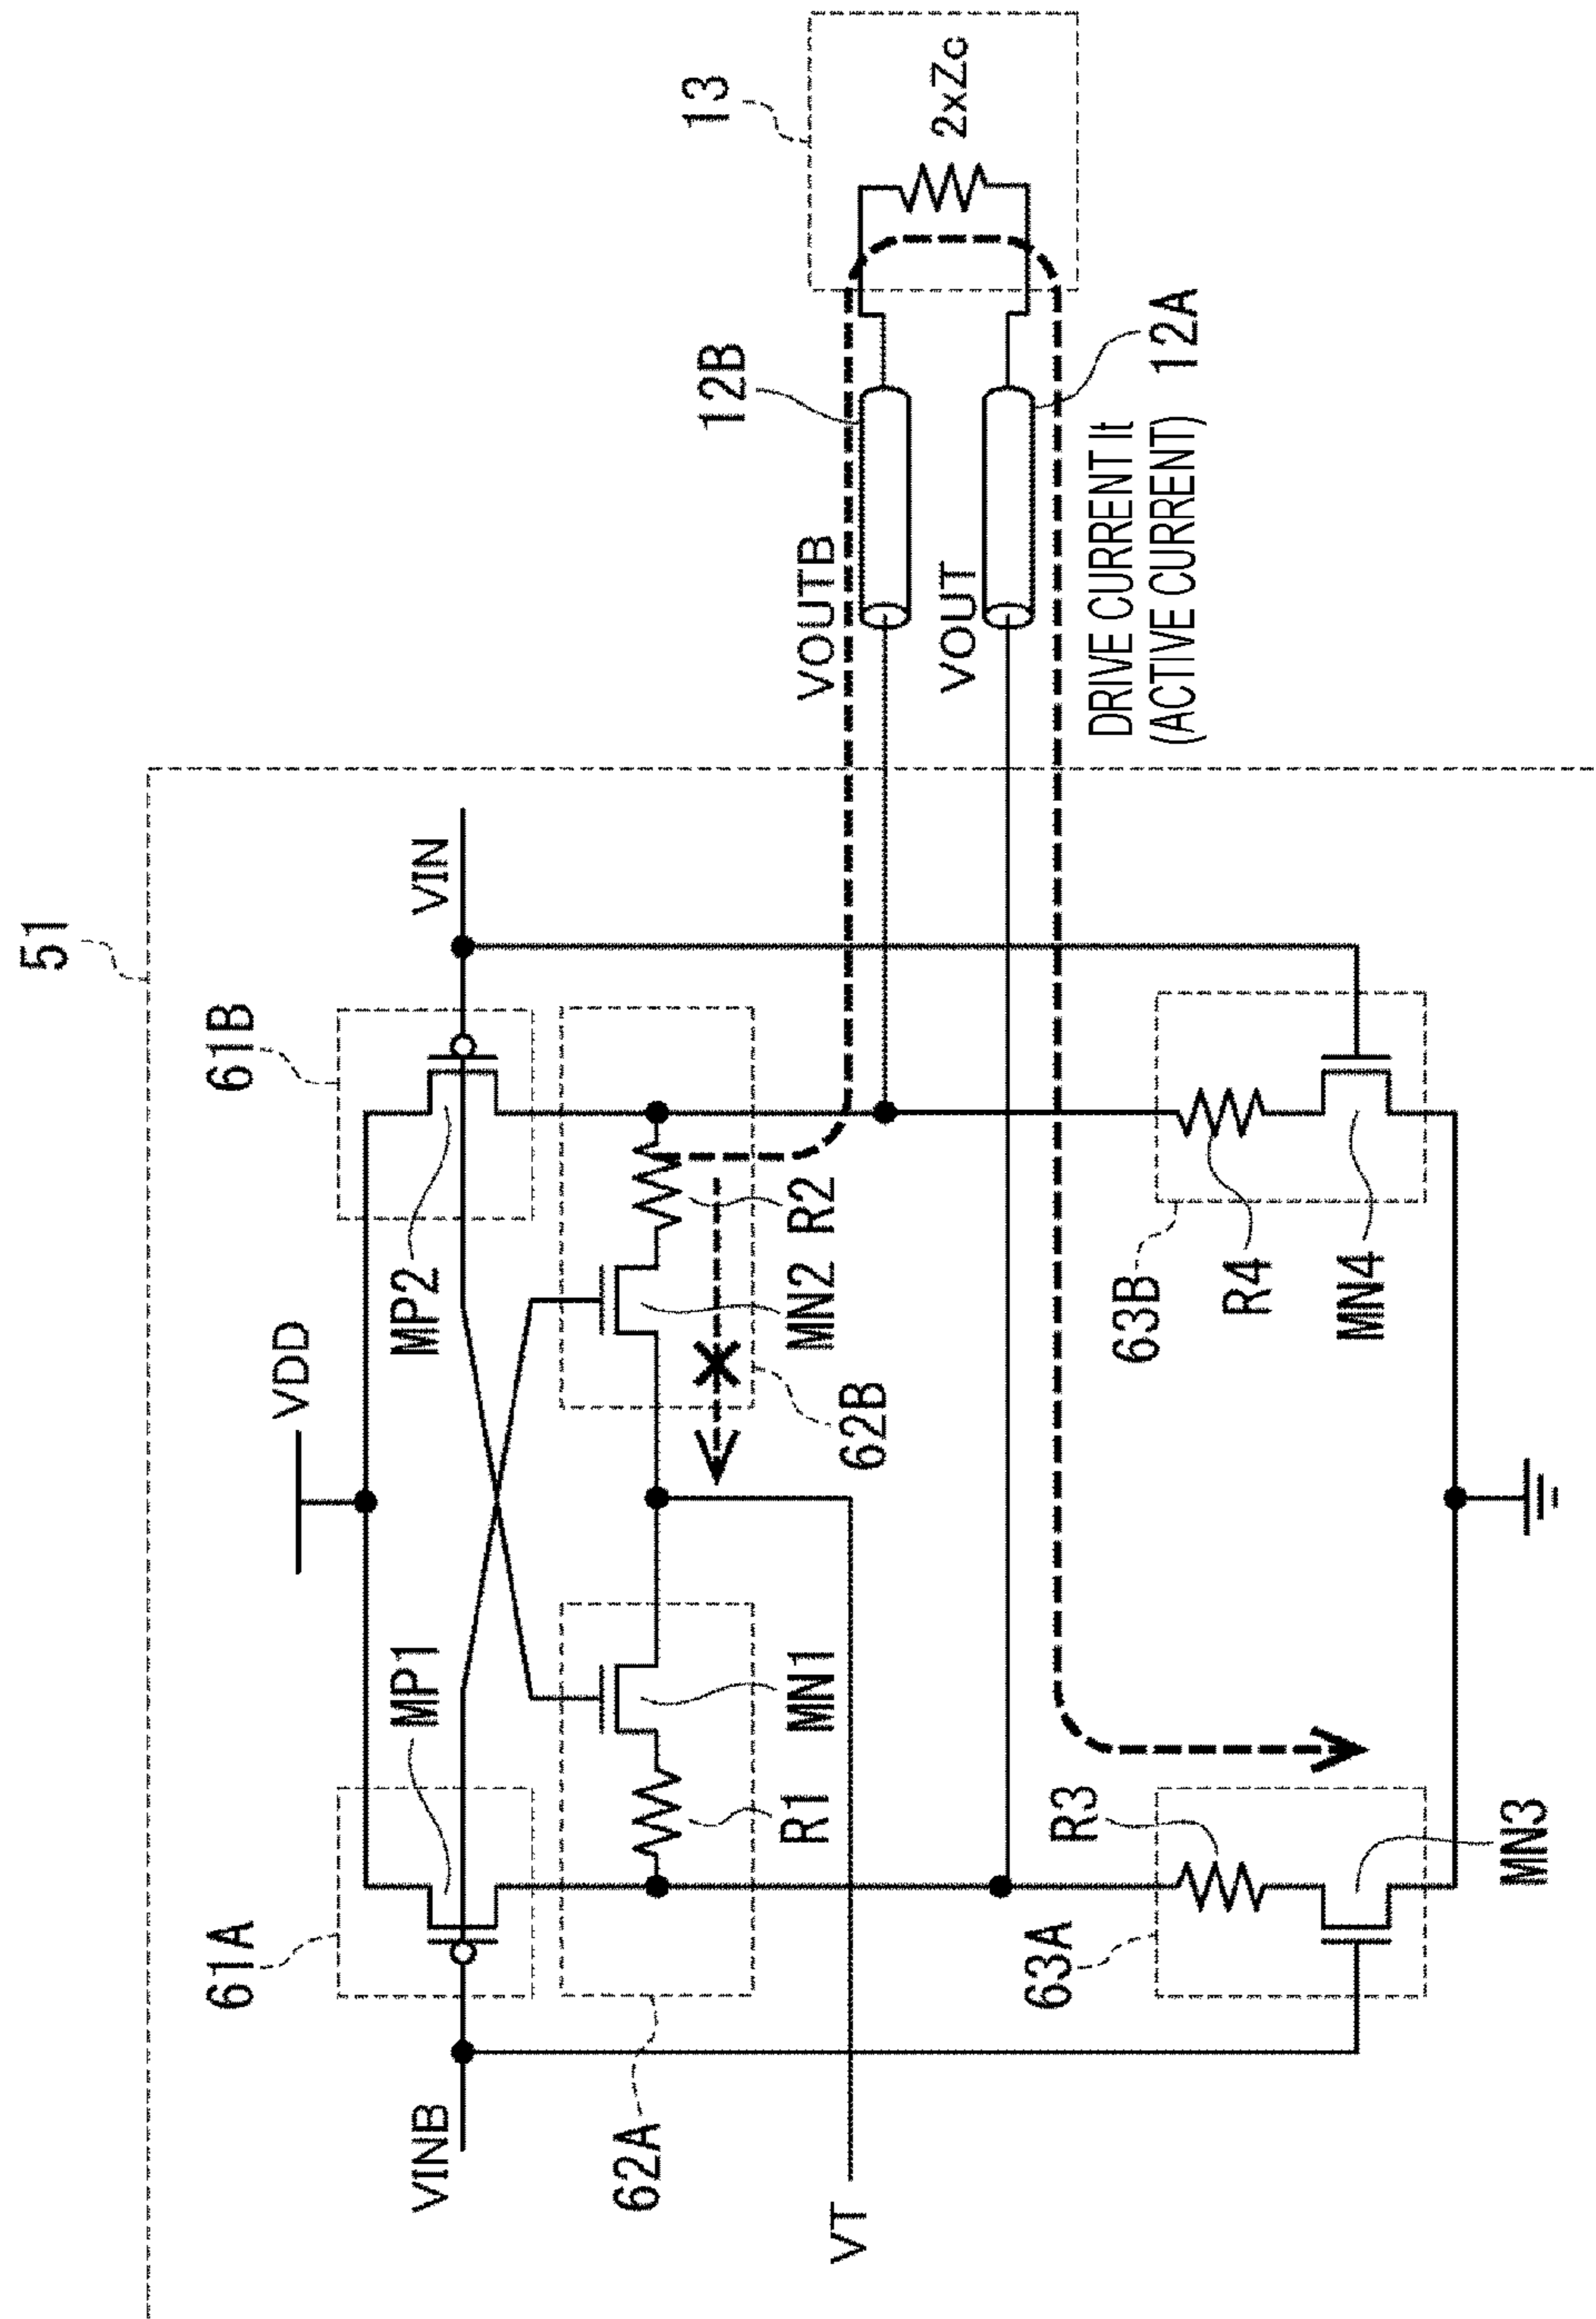 51
VDD
61A
MP1
MP2
61B
VINB
VIN
62A
R1
MN1
MN2
R2
62B
VT
VOUTB
12B
13
2xZc
VOUT
12A
DRIVE CURRENT It
(ACTIVE CURRENT)
63A
R3
MN3
63B
R4
MN4